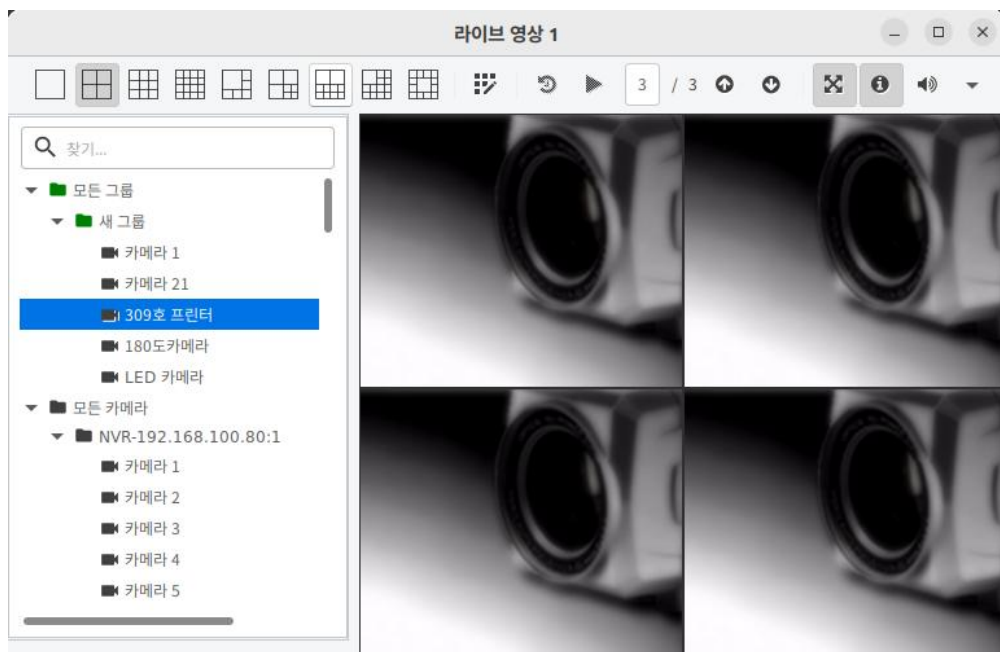 라이브 영상 1
3 / 3
찾기...
모든 그룹
새 그룹
카메라 1
카메라 21
309호 프린터
180도카메라
LED 카메라
모든 카메라
NVR-192.168.100.80:1
카메라 1
카메라 2
카메라 3
카메라 4
카메라 5